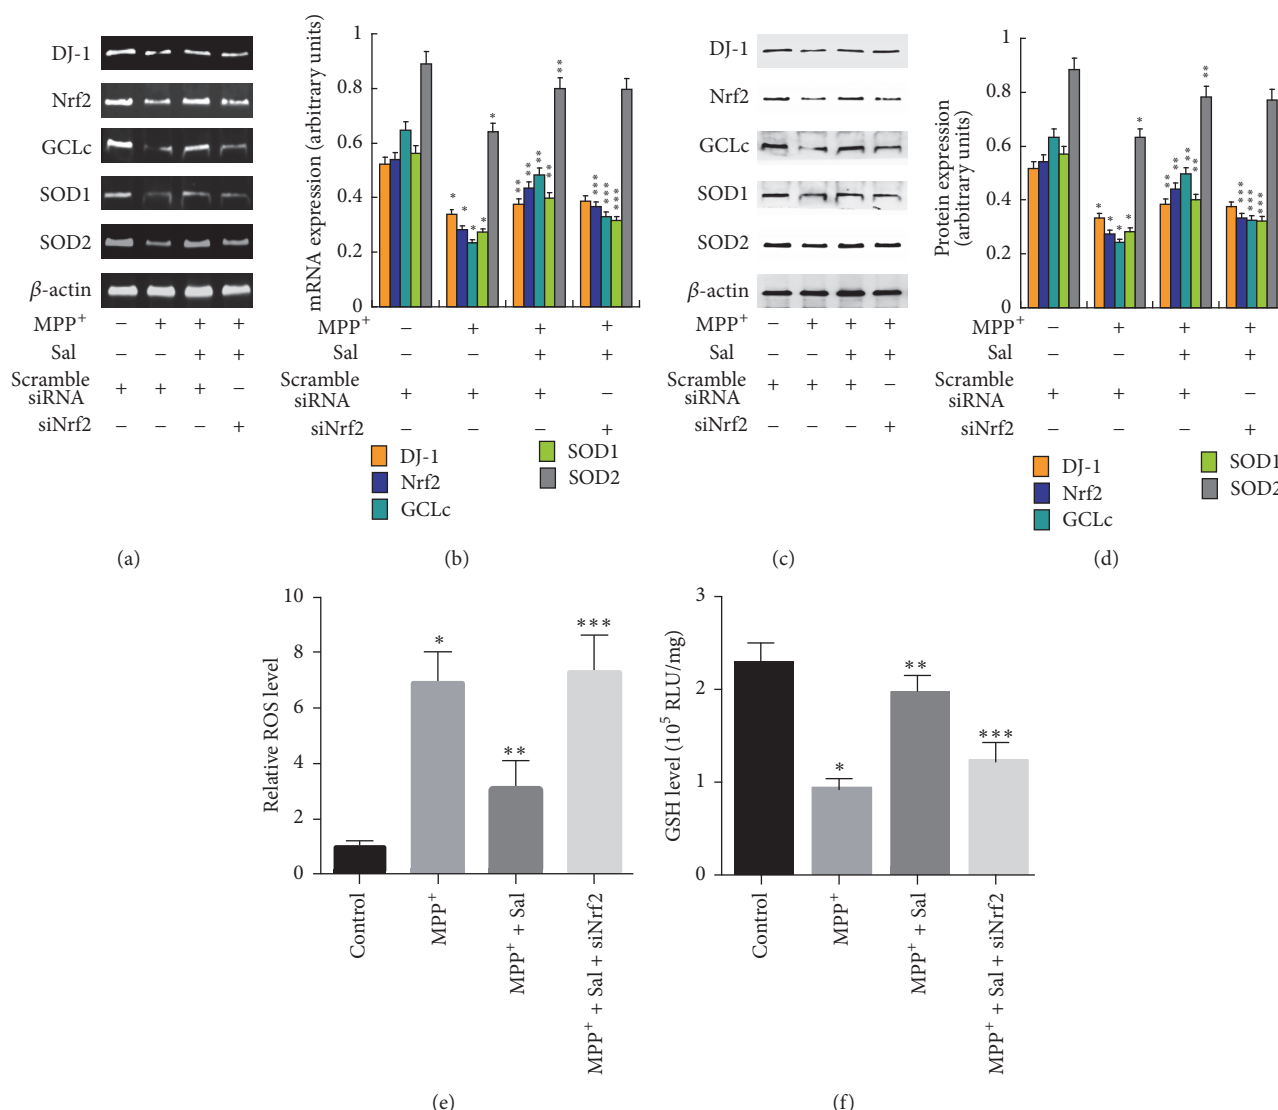 DJ-1
Nrf2
GCLc
SOD1
SOD2
β-actin
MPP+ − + + +
Sal − − + +
Scramble
siRNA + + + −
siNrf2 − − − +
(a)
mRNA expression (arbitrary units)
1
0.8
0.6
0.4
0.2
0
* * * * *
** ** ** ** **
*** *** ***
MPP+ − + + +
Sal − − + +
Scramble
siRNA + + + −
siNrf2 − − − +
DJ-1
Nrf2
GCLc
SOD1
SOD2
(b)
DJ-1
Nrf2
GCLc
SOD1
SOD2
β-actin
MPP+ − + + +
Sal − − + +
Scramble
siRNA + + + −
siNrf2 − − − +
(c)
Protein expression
(arbitrary units)
1
0.8
0.6
0.4
0.2
0
* * * * *
** ** ** ** **
*** *** ***
MPP+ − + + +
Sal − − + +
Scramble
siRNA + + + −
siNrf2 − − − +
DJ-1
Nrf2
GCLc
SOD1
SOD2
(d)
Relative ROS level
10
8
6
4
2
0
*
**
***
Control
MPP+
MPP+ + Sal
MPP+ + Sal + siNrf2
(e)
GSH level (10⁵ RLU/mg)
3
2
1
0
*
**
***
Control
MPP+
MPP+ + Sal
MPP+ + Sal + siNrf2
(f)